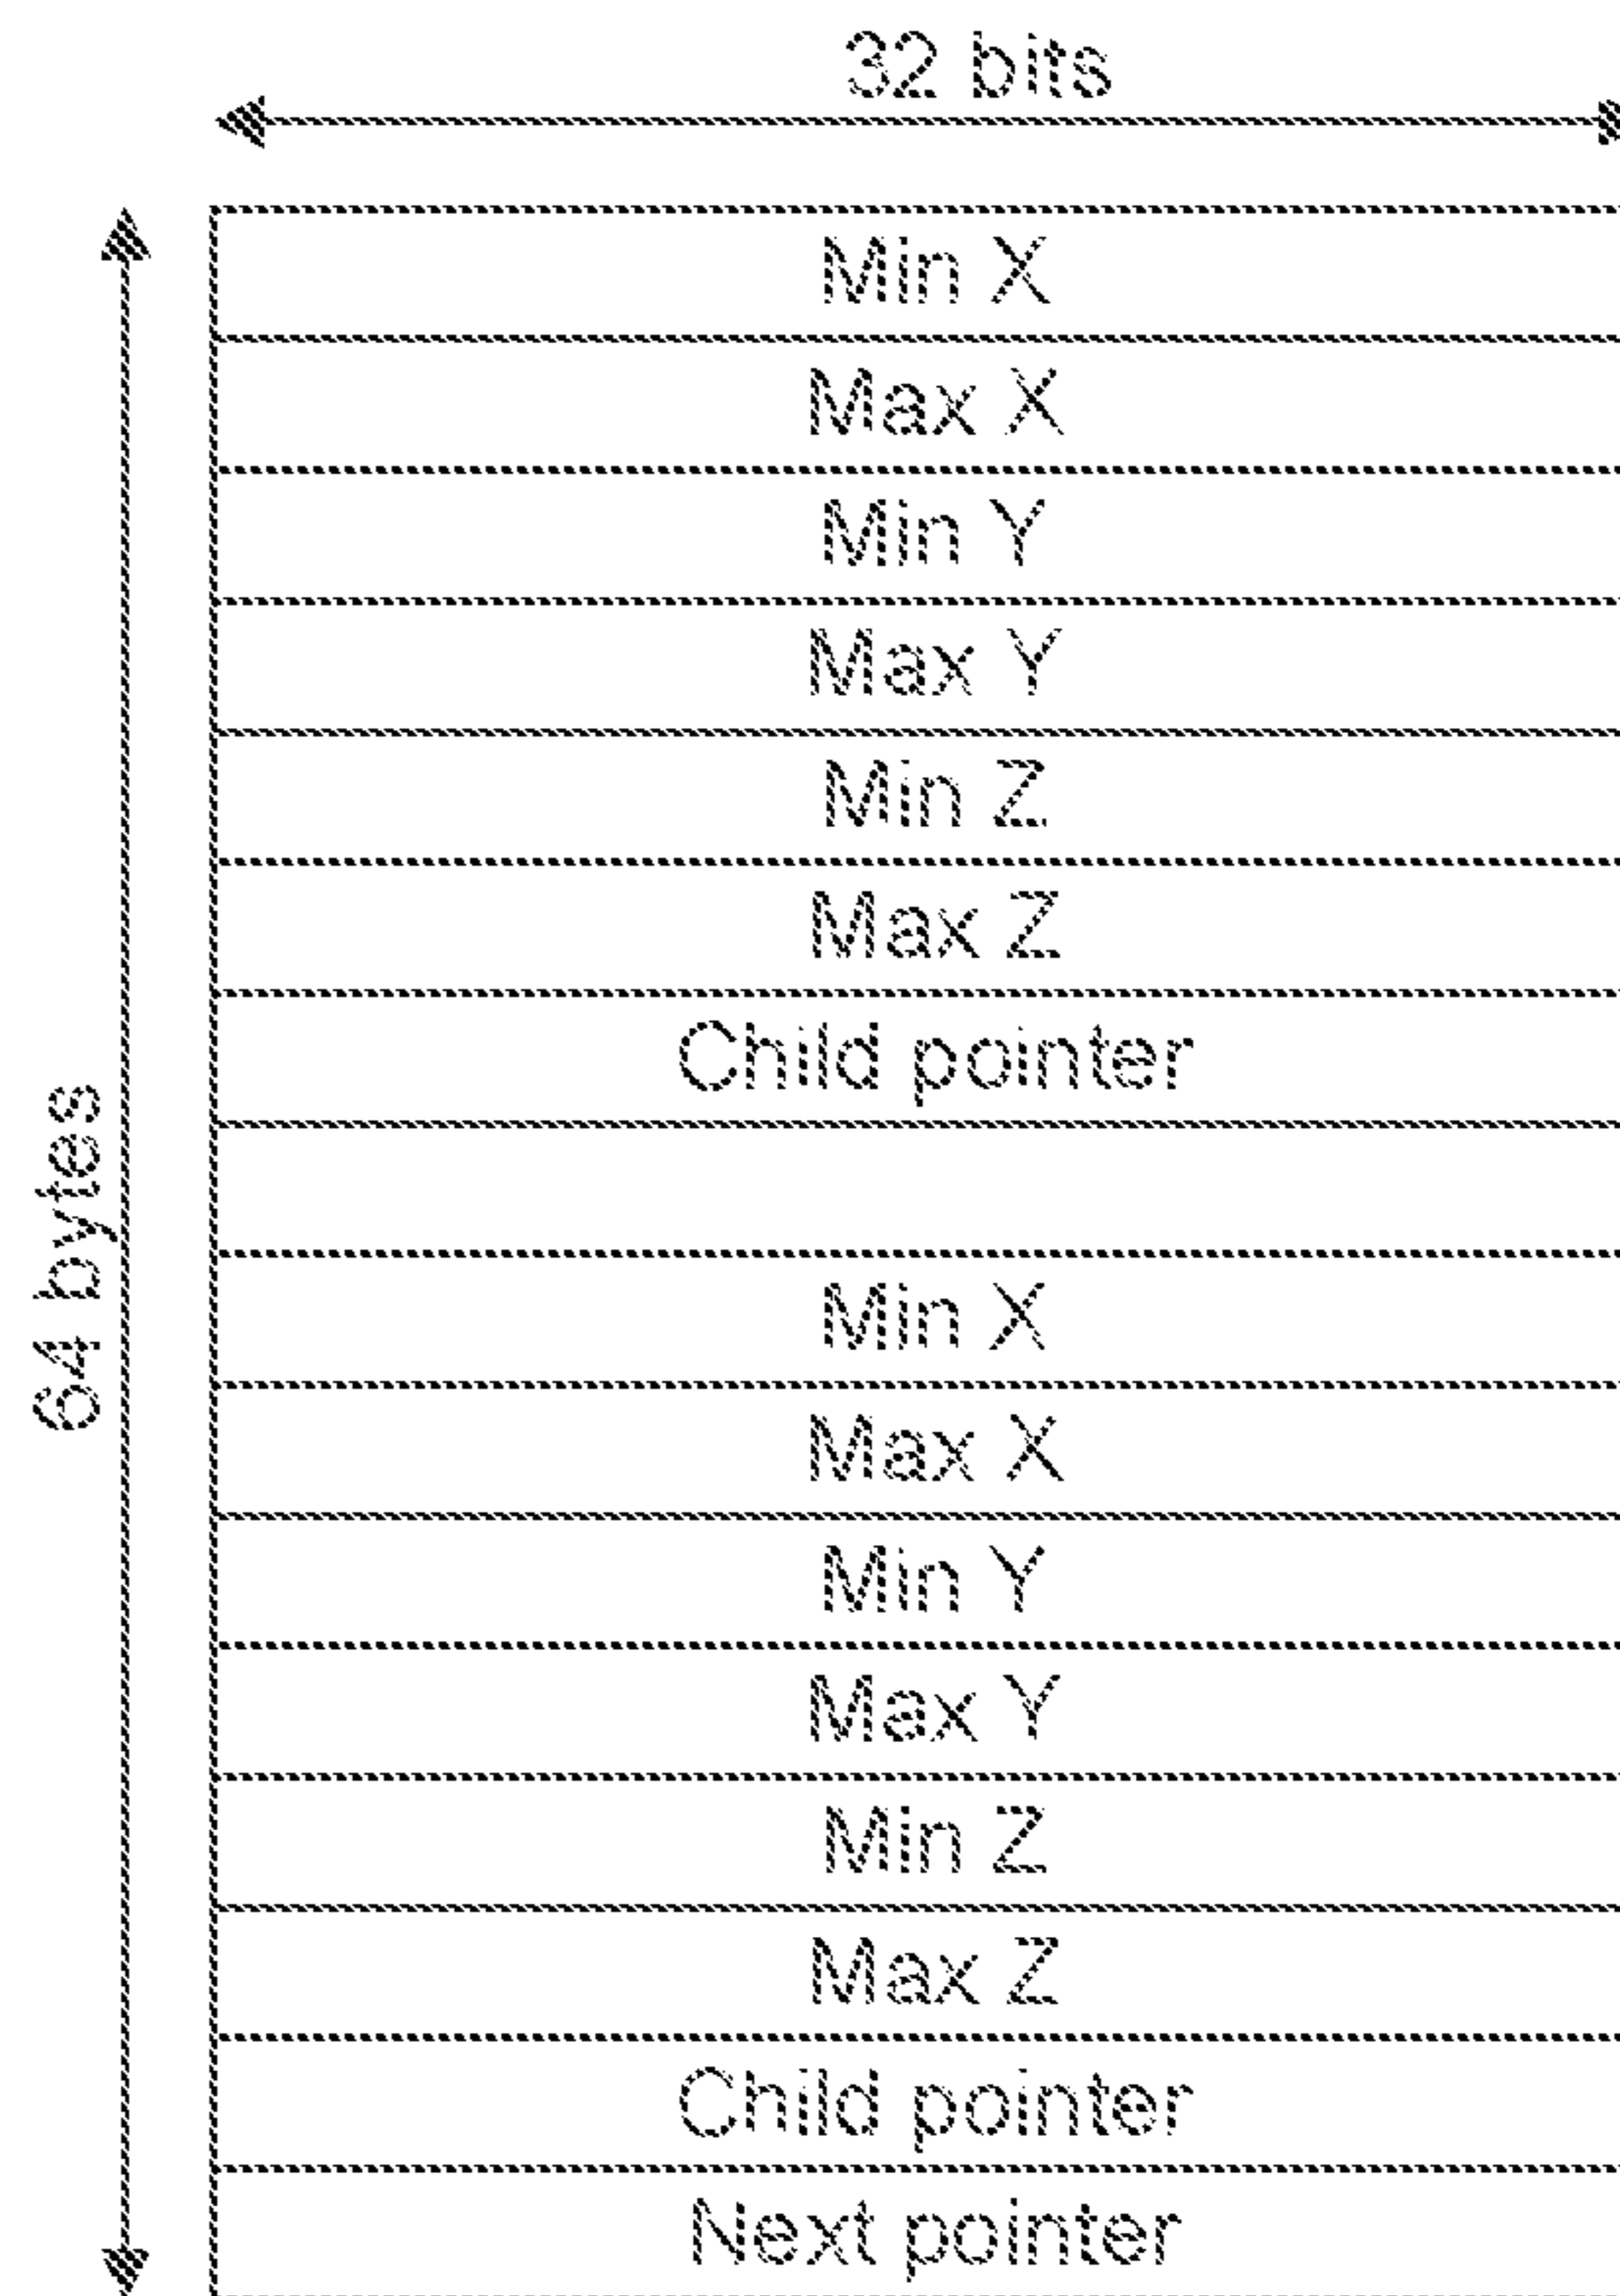 32 bits
Min X
Max X
Min Y
Max Y
Min Z
Max Z
Child pointer
64 bytes
Min X
Max X
Min Y
Max Y
Min Z
Max Z
Child pointer
Next pointer